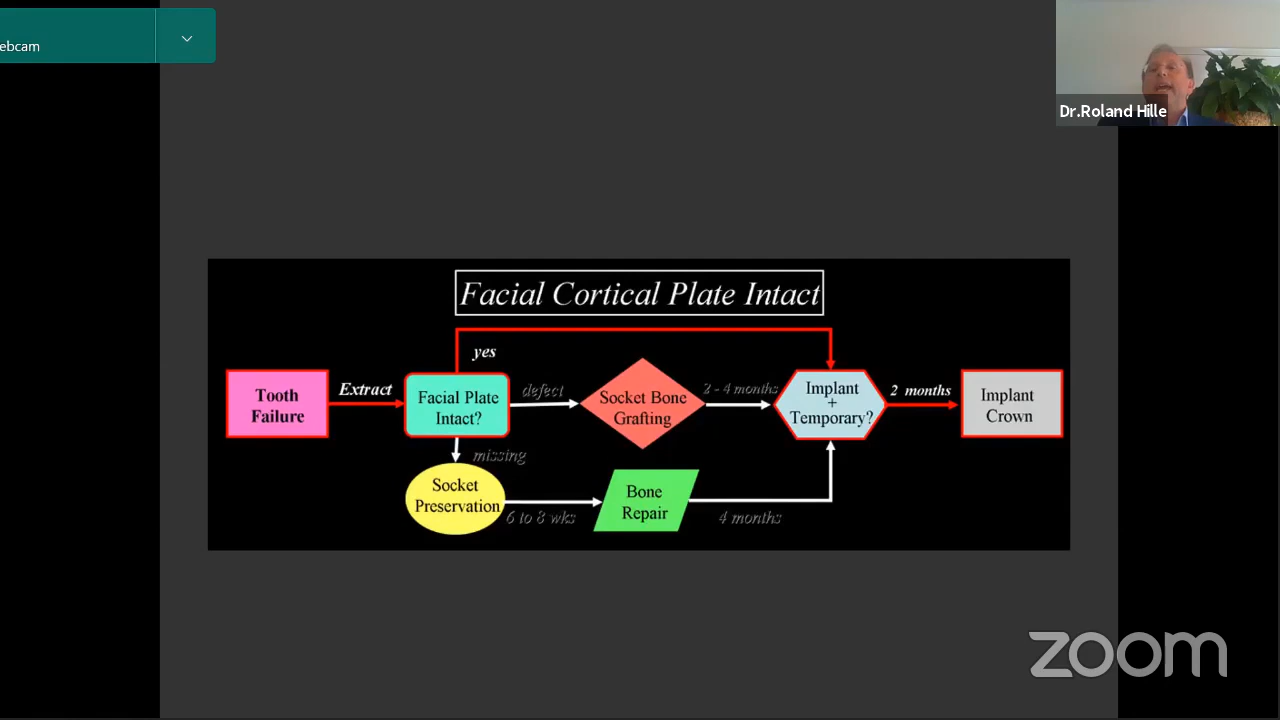 ebcam
Dr.Roland Hille
Facial Cortical Plate Intact
yes
Tooth
Failure
Extract
Facial Plate
Intact?
defect
Socket Bone
Grafting
2 - 4 months
Implant
+
Temporary?
2 months
Implant
Crown
missing
Socket
Preservation
6 to 8 wks
Bone
Repair
4 months
zoom